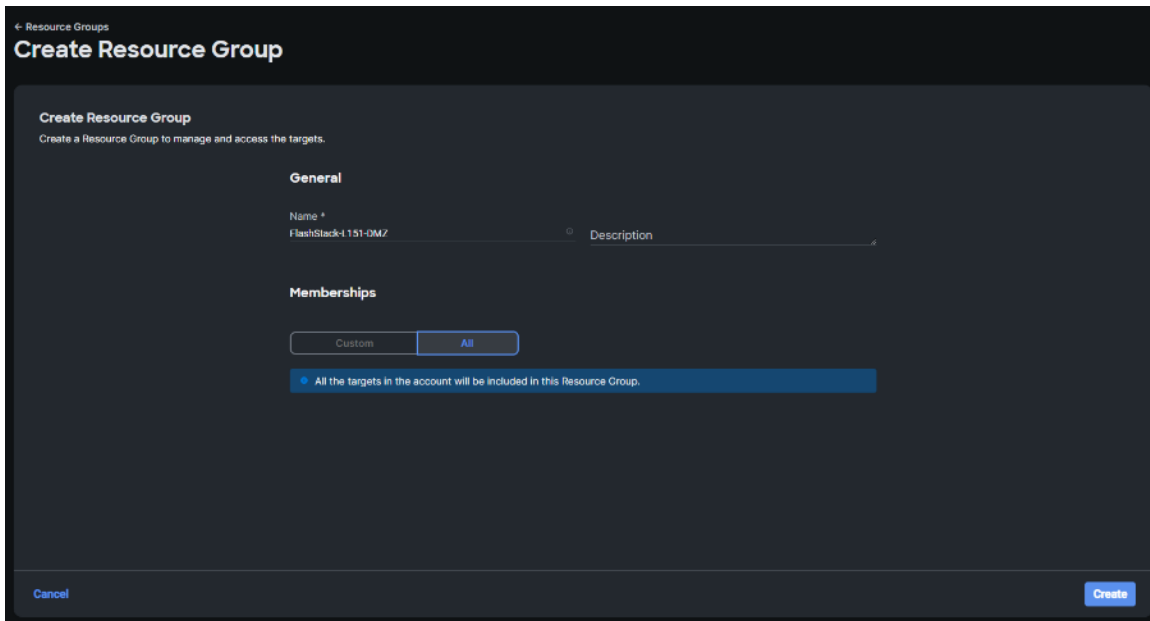 ← Resource Groups
Create Resource Group
Create Resource Group
Create a Resource Group to manage and access the targets.
General
Name *
FlashStack-L151-DMZ
Description
Memberships
Custom
All
All the targets in the account will be included in this Resource Group.
Cancel
Create